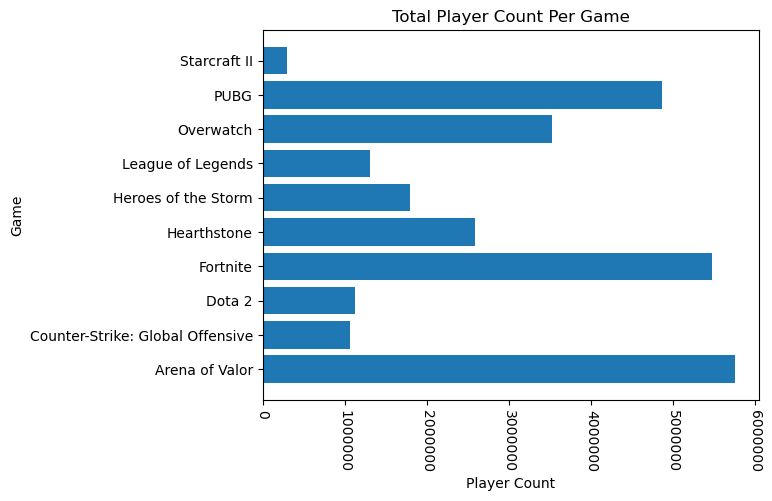 Total Player Count Per Game
Starcraft II
PUBG
Overwatch
League of Legends
Heroes of the Storm
Hearthstone
Fortnite
Dota 2
Counter-Strike: Global Offensive
Arena of Valor
Game
0
1000000
2000000
3000000
4000000
5000000
6000000
Player Count